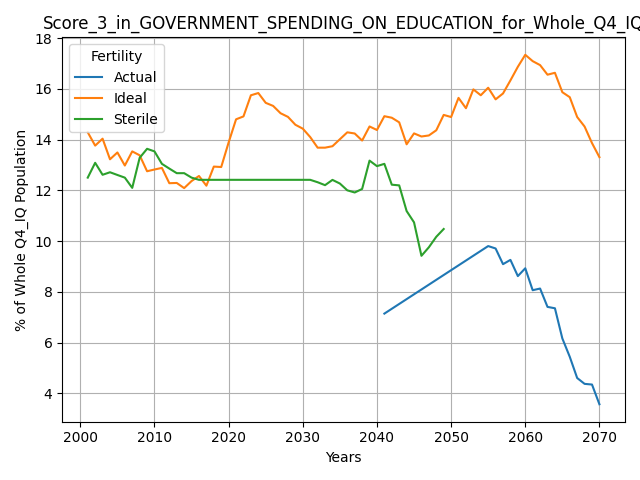 Score_3_in_GOVERNMENT_SPENDING_ON_EDUCATION_for_Whole_Q4_IQ
18
16
14
12
10
8
6
4
% of Whole Q4_IQ Population
Fertility
Actual
Ideal
Sterile
2000 2010 2020 2030 2040 2050 2060 2070
Years